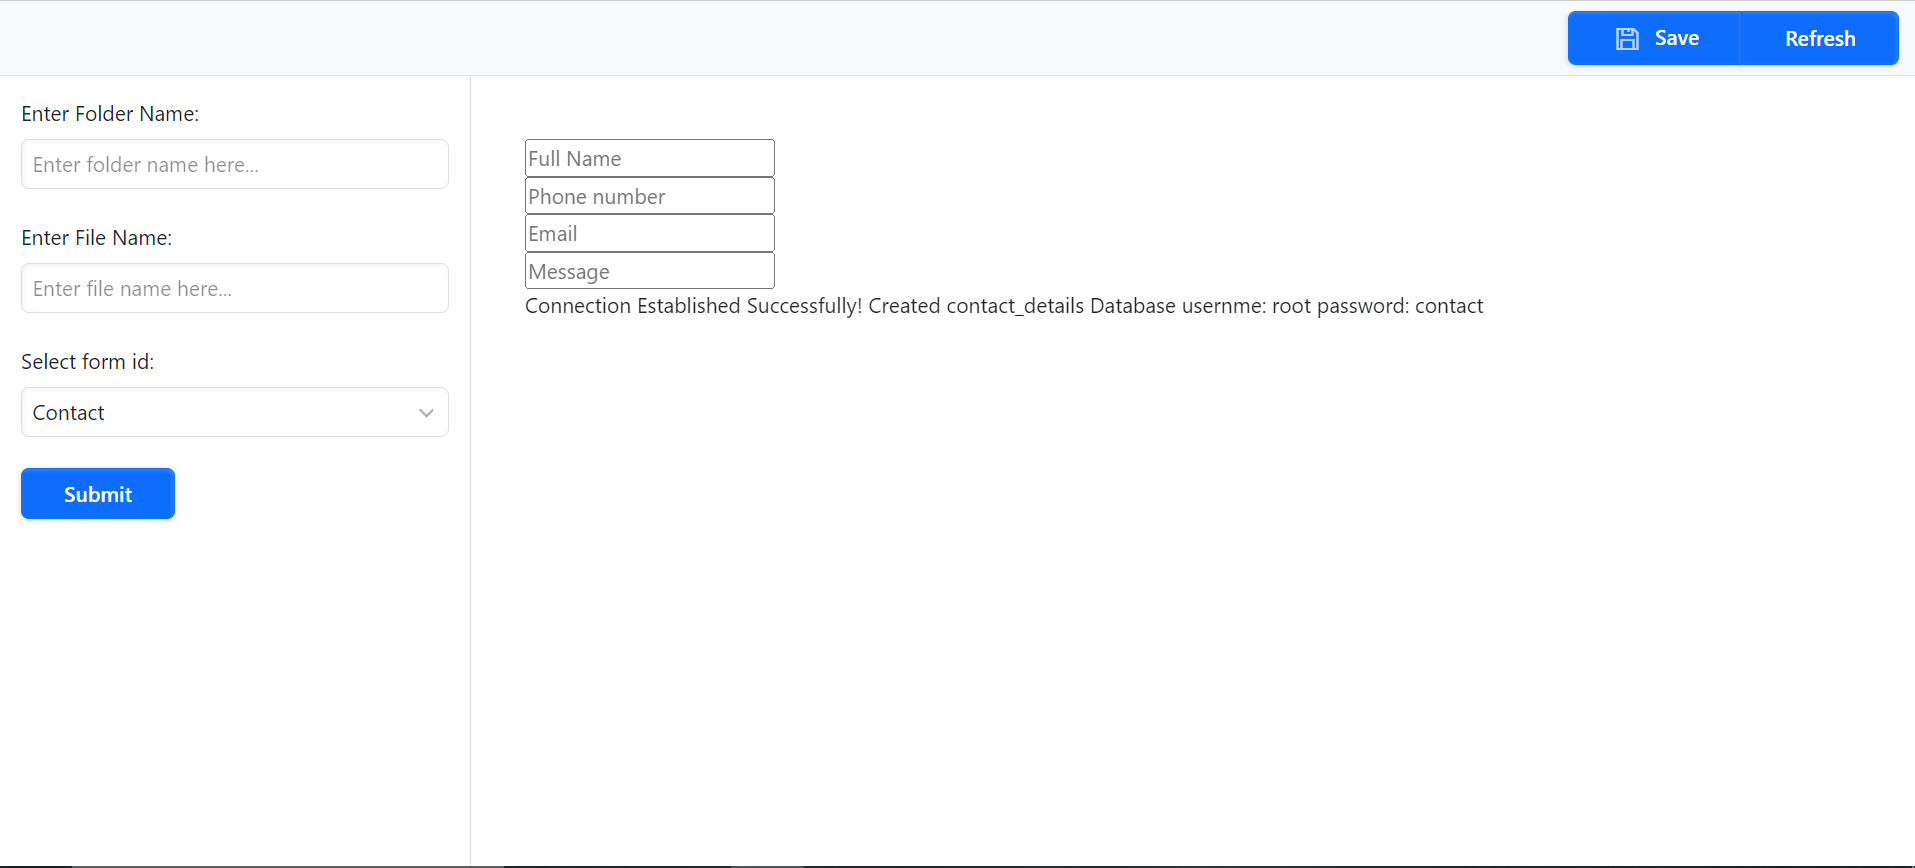 Save Refresh
Enter Folder Name:
Enter folder name here...
Enter File Name:
Enter file name here...
Select form id:
Contact
Submit
Full Name
Phone number
Email
Message
Connection Established Successfully! Created contact_details Database usernme: root password: contact